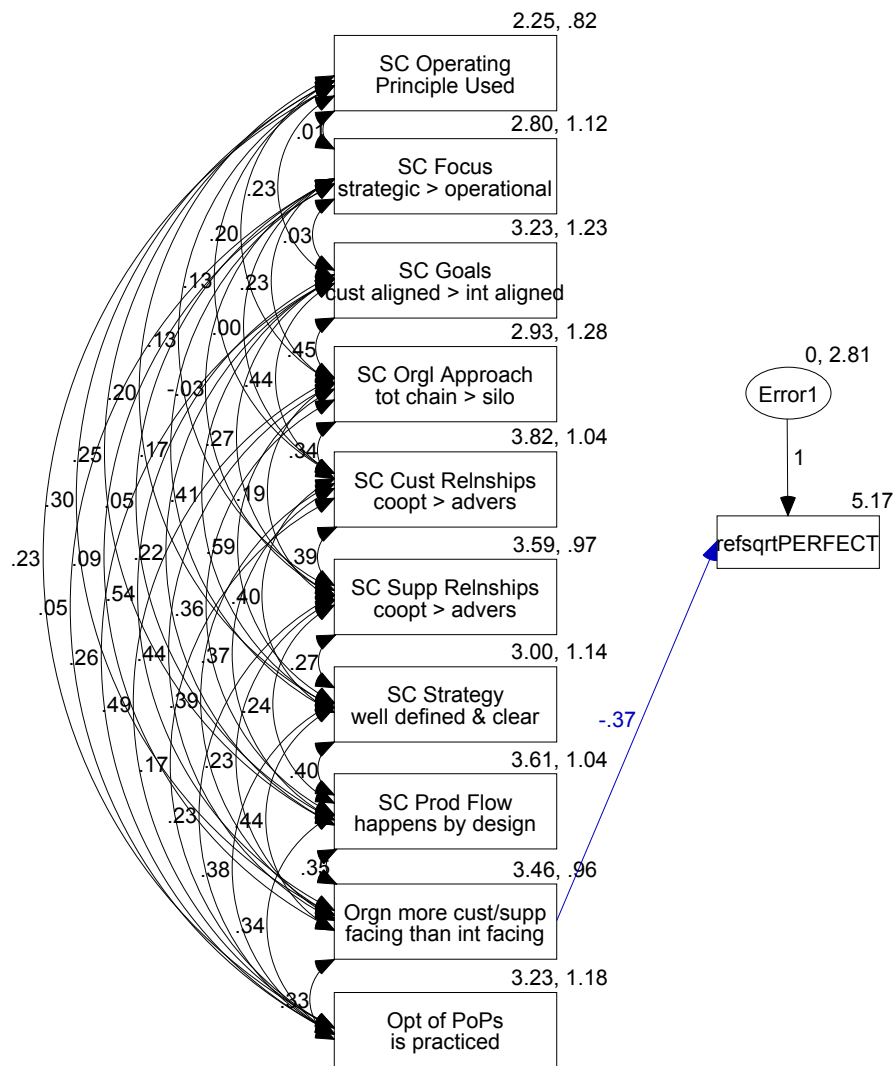 2.25, .82
SC Operating
Principle Used
.01
2.80, 1.12
SC Focus
strategic > operational
.23
.03
3.23, 1.23
SC Goals
cust aligned > int aligned
.20
.23
.13
.00
.45
2.93, 1.28
SC Orgl Approach
tot chain > silo
0, 2.81
Error1
.13
-.03
.44
.20
.17
.27
.34
3.82, 1.04
SC Cust Relnships
coopt > advers
1
.25
.05
.41
.19
5.17
refsqrtPERFECT
.30
.23
.09
.22
.59
.39
3.59, .97
SC Supp Relnships
coopt > advers
.05
.54
.36
.40
.26
.44
.37
.27
3.00, 1.14
SC Strategy
well defined & clear
.49
.39
.24
-.37
.17
.23
.40
3.61, 1.04
SC Prod Flow
happens by design
.23
.44
.38
.35
3.46, .96
Orgn more cust/supp
facing than int facing
.34
3.23, 1.18
.33
Opt of PoPs
is practiced